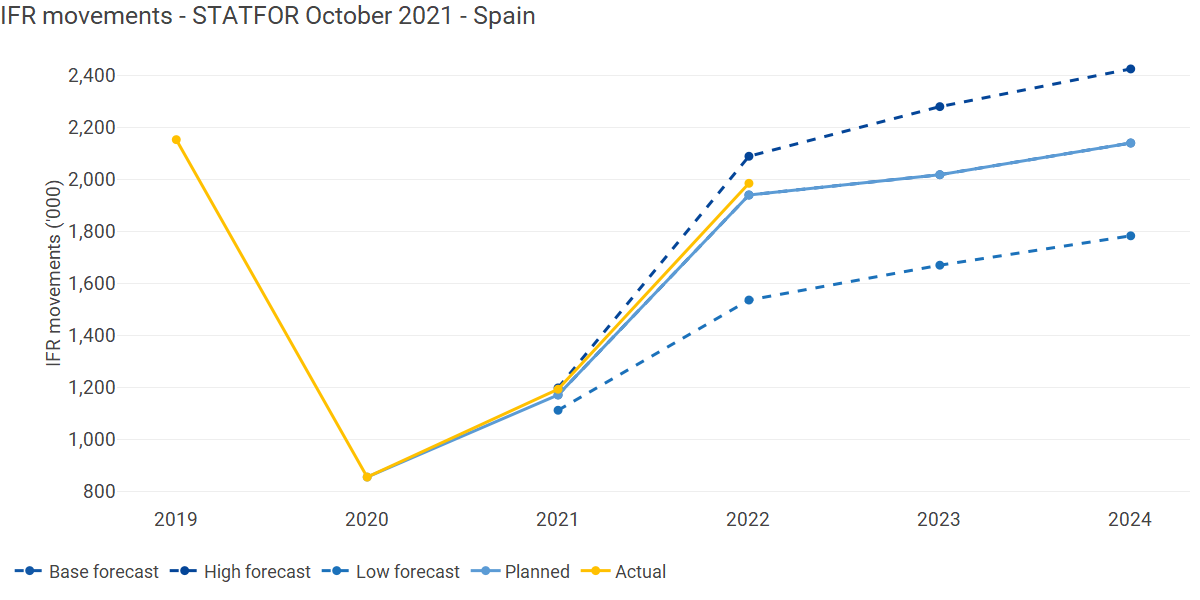 IFR movements - STATFOR October 2021 - Spain
IFR movements ('000)
2,400
2,200
2,000
1,800
1,600
1,400
1,200
1,000
800
2019 2020 2021 2022 2023 2024
Base forecast High forecast Low forecast Planned Actual